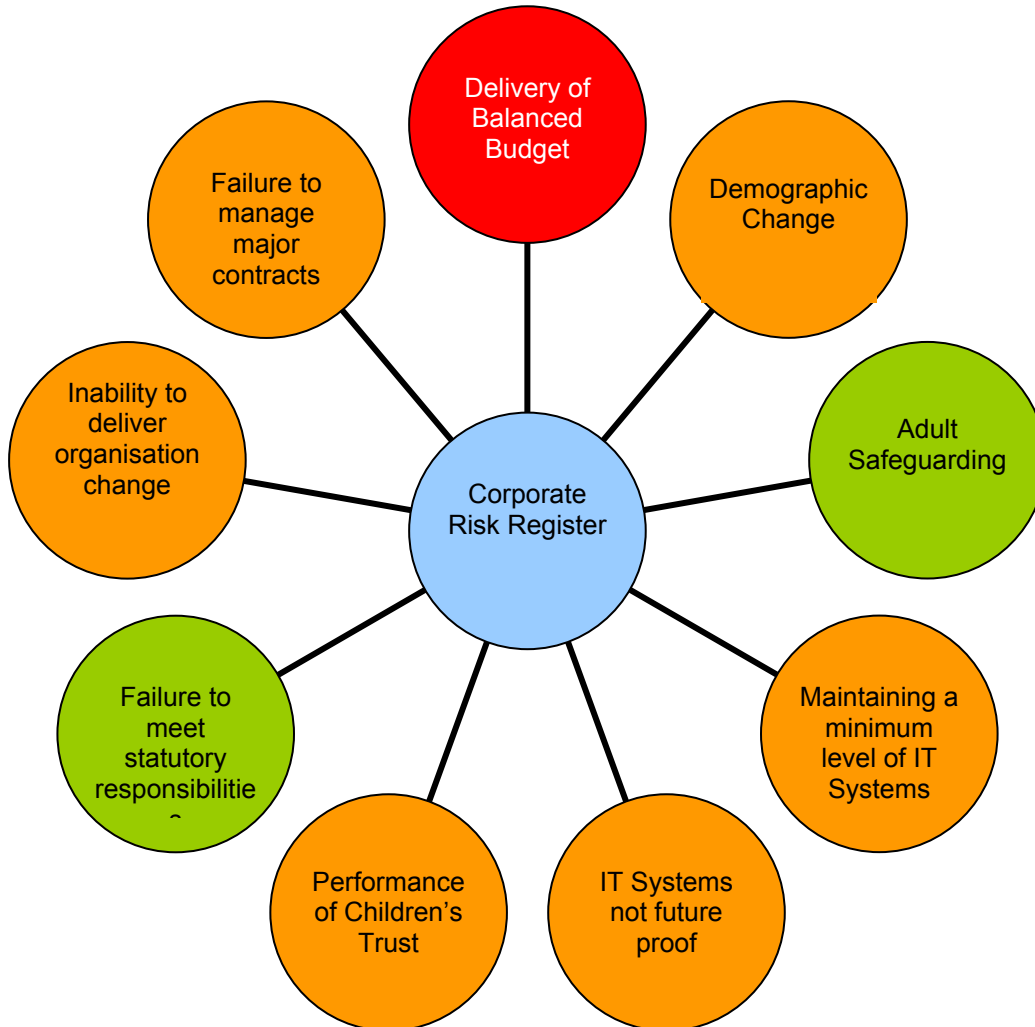 Delivery of
Balanced
Budget
Demographic
Change
Adult
Safeguarding
Maintaining a
minimum
level of IT
Systems
IT Systems
not future
proof
Performance
of Children’s
Trust
Failure to
meet
statutory
responsibilitie
Inability to
deliver
organisation
change
Failure to
manage
major
contracts
Corporate
Risk Register